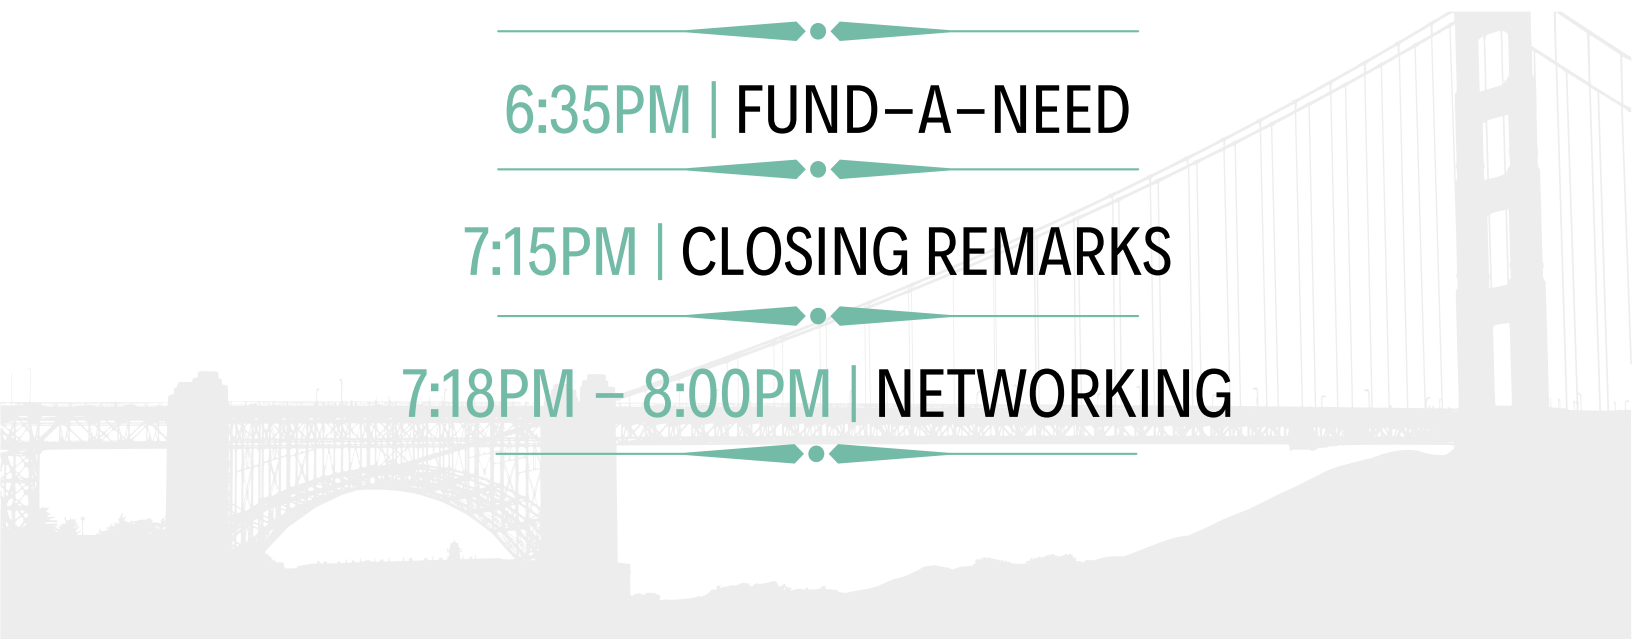 6:35PM | FUND–A–NEED
7:15PM | CLOSING REMARKS
7:18PM – 8:00PM | NETWORKING